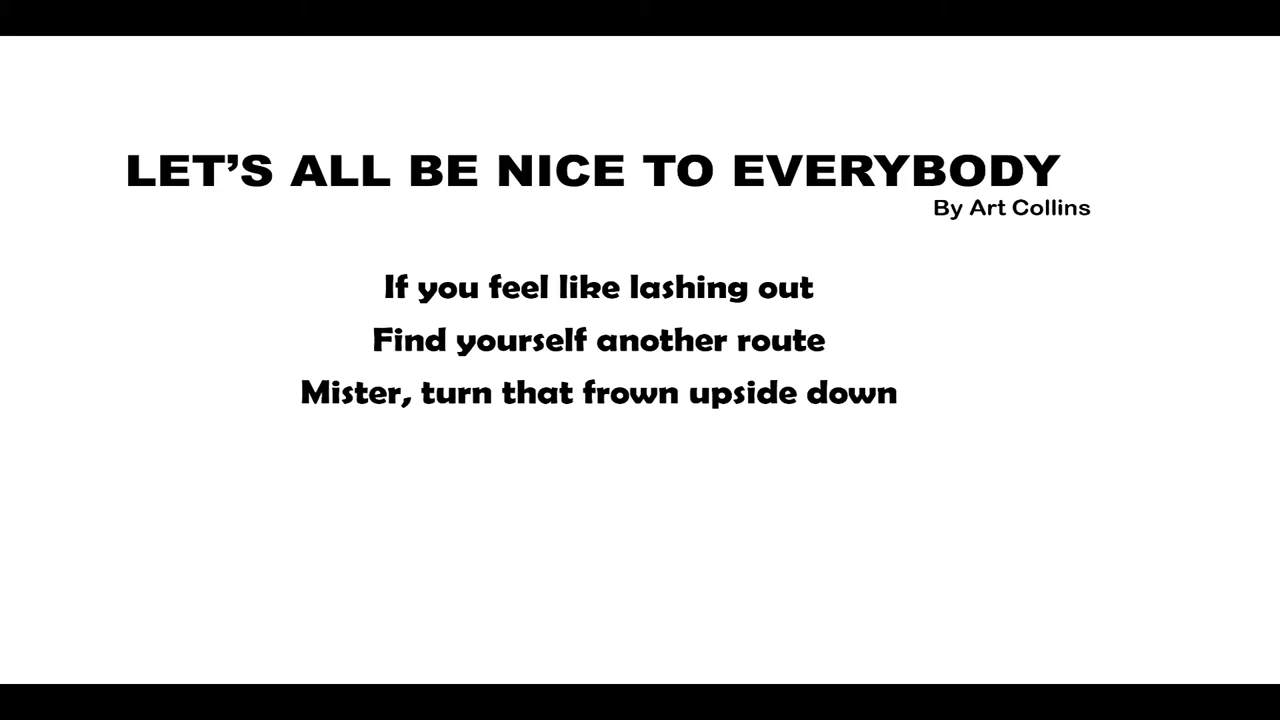 LET’S ALL BE NICE TO EVERYBODY
By Art Collins
If you feel like lashing out
Find yourself another route
Mister, turn that frown upside down